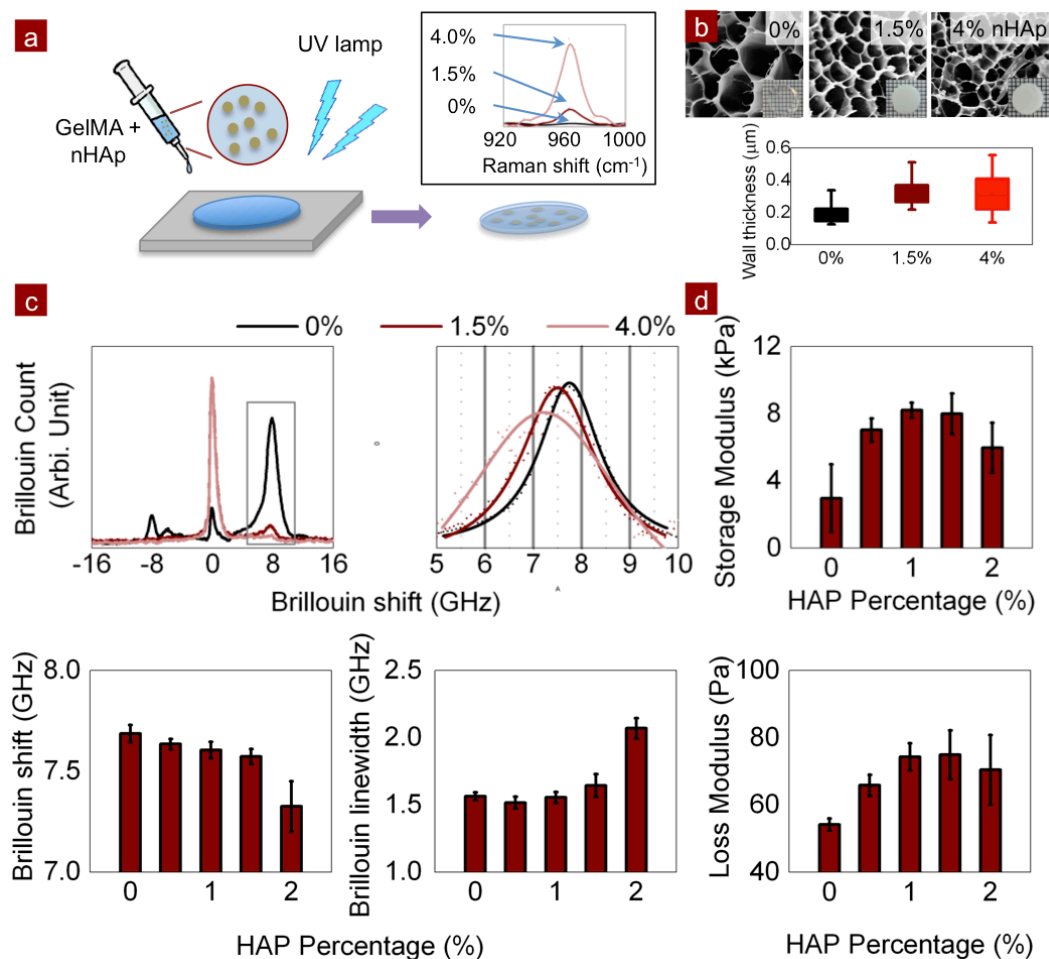 a
UV lamp
GelMA +
nHAp
4.0%
1.5%
0%
920
960
1000
Raman shift (cm⁻¹)
b
0%
1.5%
4% nHAp
Wall thickness (μm)
0.6
0.4
0.2
0.0
0%
1.5%
4%
c
0%
1.5%
4.0%
Brillouin Count
(Arbi. Unit)
-16
-8
0
8
16
5
6
7
8
9
10
Brillouin shift (GHz)
A
d
Storage Modulus (kPa)
12
8
4
0
0
1
2
HAP Percentage (%)
Brillouin shift (GHz)
8.0
7.5
7.0
0
1
2
Brillouin linewidth (GHz)
2.5
2.0
1.5
1.0
0
1
2
HAP Percentage (%)
Loss Modulus (Pa)
100
80
60
40
0
1
2
HAP Percentage (%)